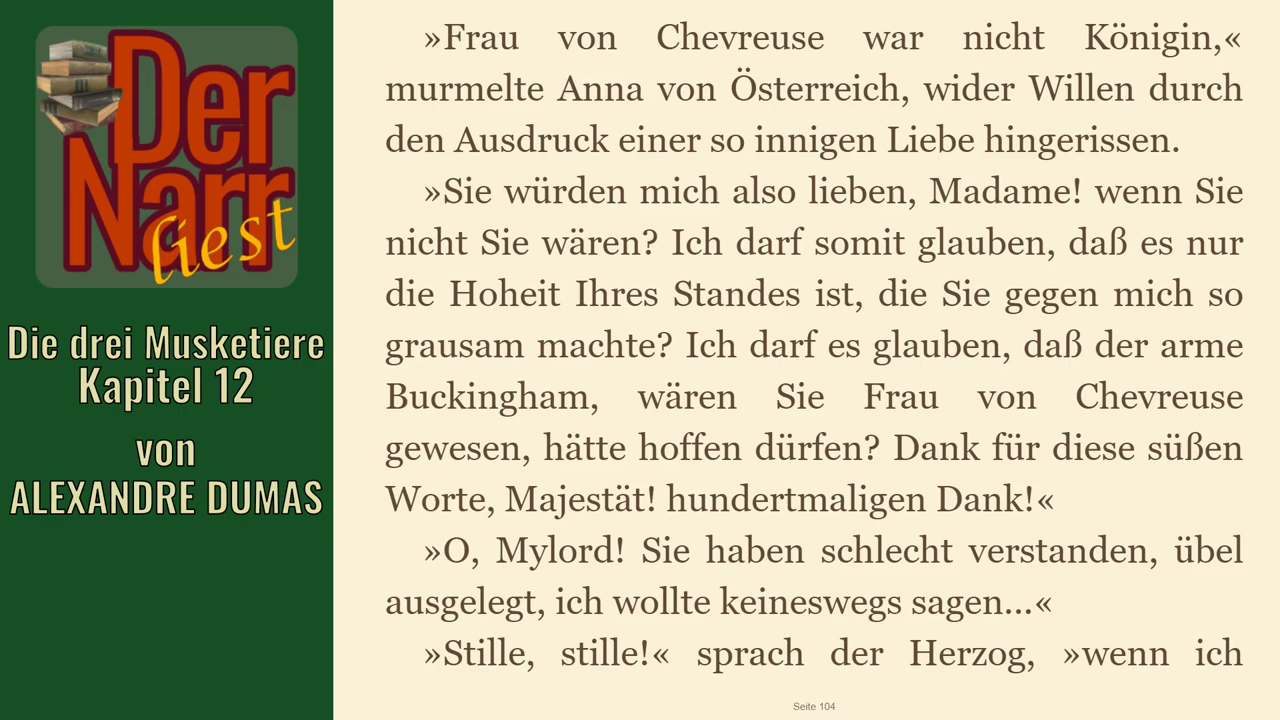 Der
Narr
liest
Die drei Musketiere
Kapitel 12
von
ALEXANDRE DUMAS
»Frau von Chevreuse war nicht Königin,«
murmelte Anna von Österreich, wider Willen durch
den Ausdruck einer so innigen Liebe hingerissen.
»Sie würden mich also lieben, Madame! wenn Sie
nicht Sie wären? Ich darf somit glauben, daß es nur
die Hoheit Ihres Standes ist, die Sie gegen mich so
grausam machte? Ich darf es glauben, daß der arme
Buckingham, wären Sie Frau von Chevreuse
gewesen, hätte hoffen dürfen? Dank für diese süßen
Worte, Majestät! hundertmaligen Dank!«
»O, Mylord! Sie haben schlecht verstanden, übel
ausgelegt, ich wollte keineswegs sagen...«
»Stille, stille!« sprach der Herzog, »wenn ich
Seite 104